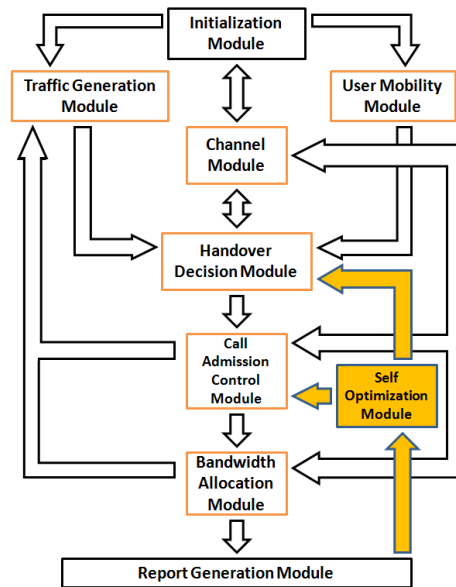 Initialization
Module
Traffic Generation
Module
User Mobility
Module
Channel
Module
Handover
Decision Module
Call
Admission
Control
Module
Self
Optimization
Module
Bandwidth
Allocation
Module
Report Generation Module